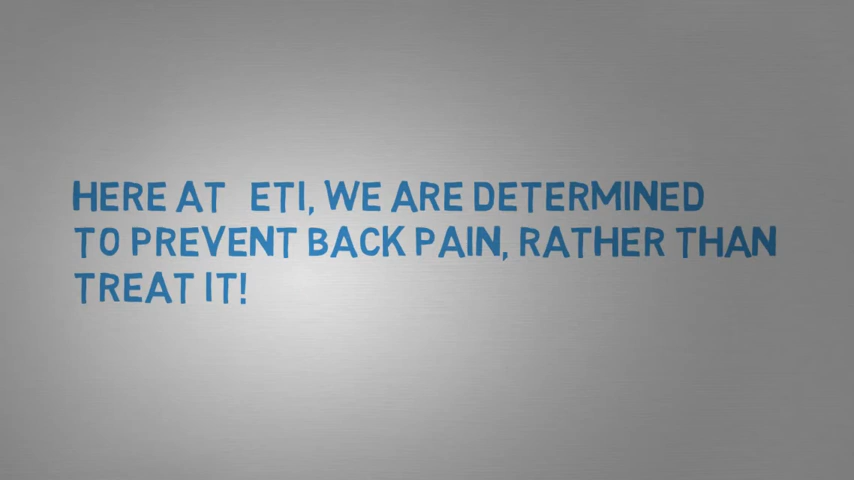 HERE AT ETI, WE ARE DETERMINED
TO PREVENT BACK PAIN, RATHER THAN
TREAT IT!